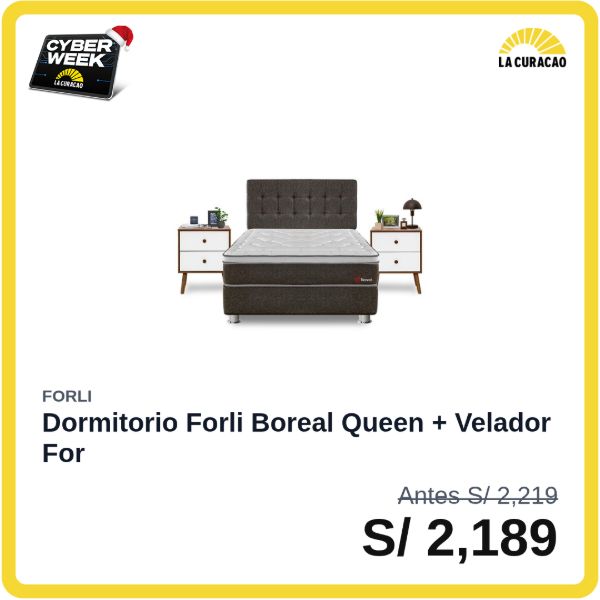 CYBER
WEEK
LA CURACAO
LA CURACAO
FORLI
Dormitorio Forli Boreal Queen + Velador
For
Antes S/ 2,219
S/ 2,189